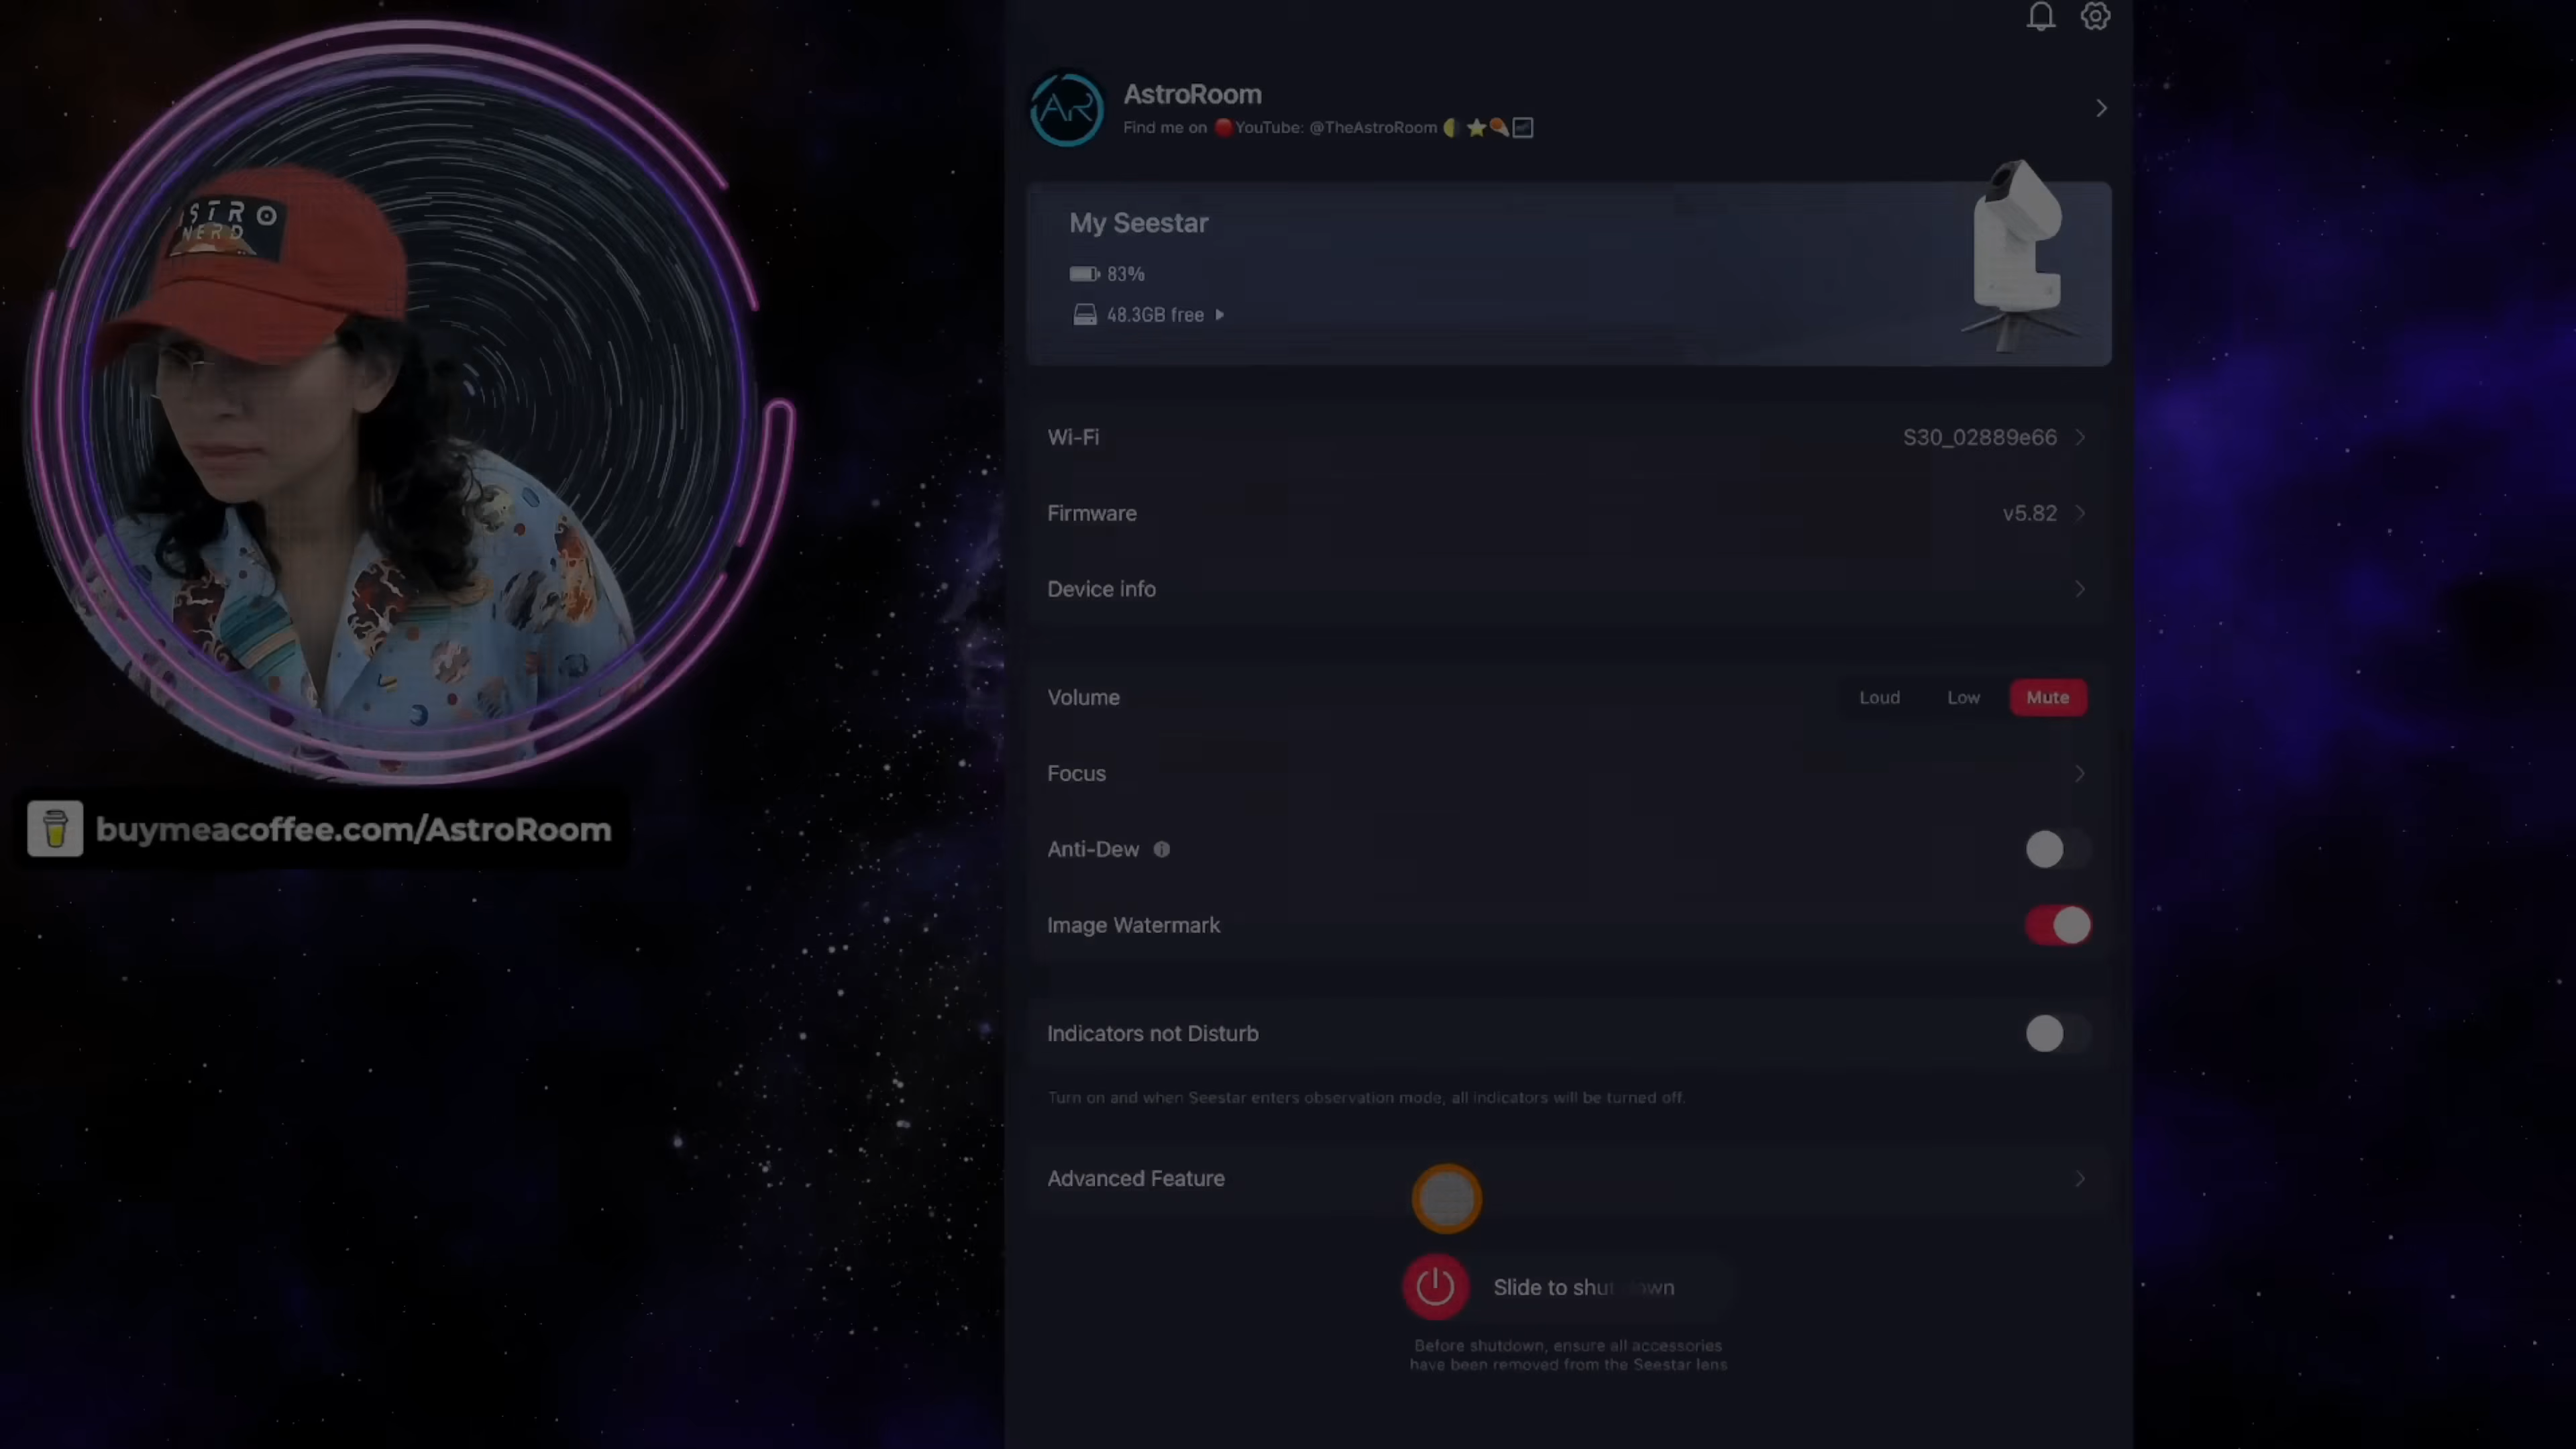 ASTRO
NERD
buymeacoffee.com/AstroRoom
AR
AstroRoom
Find me on 🔴YouTube: @TheAstroRoom 🌓⭐☄️🌌
My Seestar
83%
48.3GB free
Wi-Fi S30_02889e66
Firmware v5.82
Device info
Volume Loud Low Mute
Focus
Anti-Dew
Image Watermark
Indicators not Disturb
Turn on and when Seestar enters observation mode, all indicators will be turned off.
Advanced Feature
Slide to shutdown
Before shutdown, ensure all accessories
have been removed from the Seestar lens